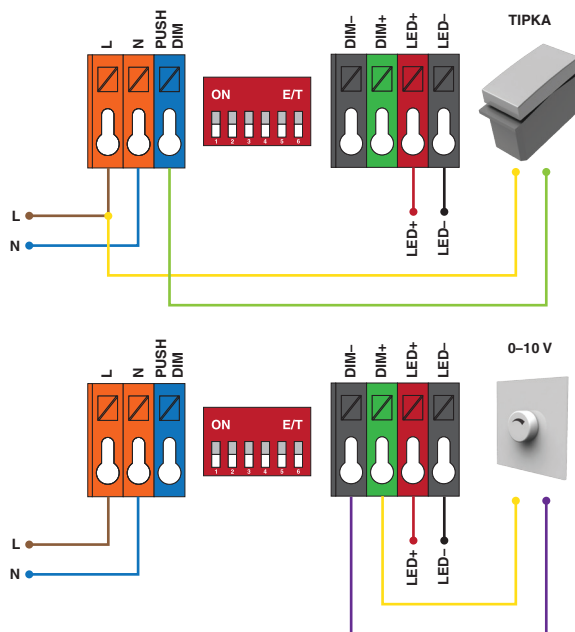 L
N
PUSH
DIM
DIM–
DIM+
LED+
LED–
TIPKA
ON E/T
1 2 3 4 5 6
L
N
LED+
LED–
L
N
PUSH
DIM
DIM–
DIM+
LED+
LED–
0–10 V
ON E/T
1 2 3 4 5 6
L
N
LED+
LED–